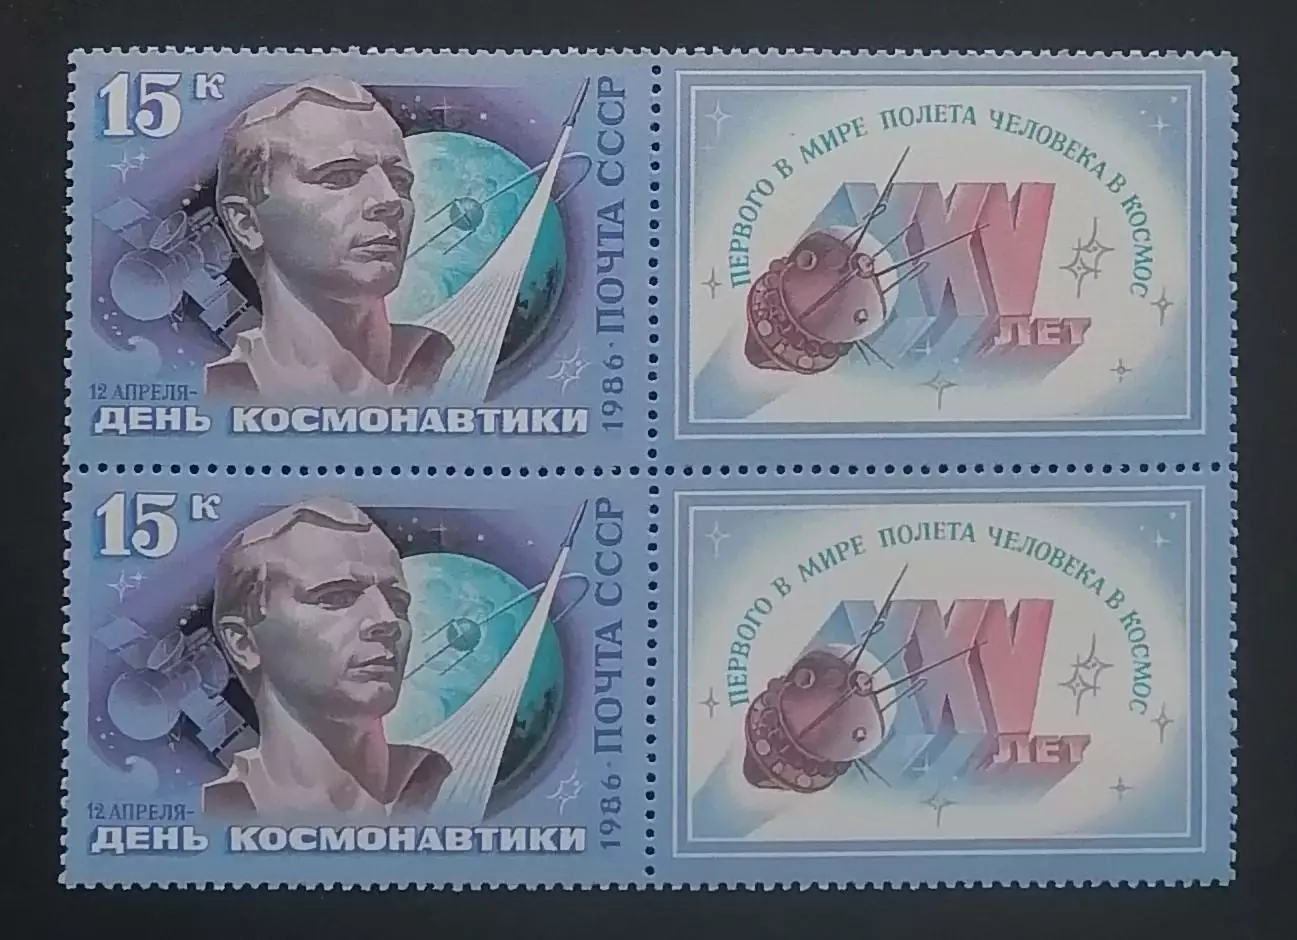 15 к
12 АПРЕЛЯ-
ДЕНЬ КОСМОНАВТИКИ
1986 · ПОЧТА СССР
ПЕРВОГО В МИРЕ ПОЛЕТА ЧЕЛОВЕКА В КОСМОС
XXV
ЛЕТ
15 к
12 АПРЕЛЯ-
ДЕНЬ КОСМОНАВТИКИ
1986 · ПОЧТА СССР
ПЕРВОГО В МИРЕ ПОЛЕТА ЧЕЛОВЕКА В КОСМОС
XXV
ЛЕТ